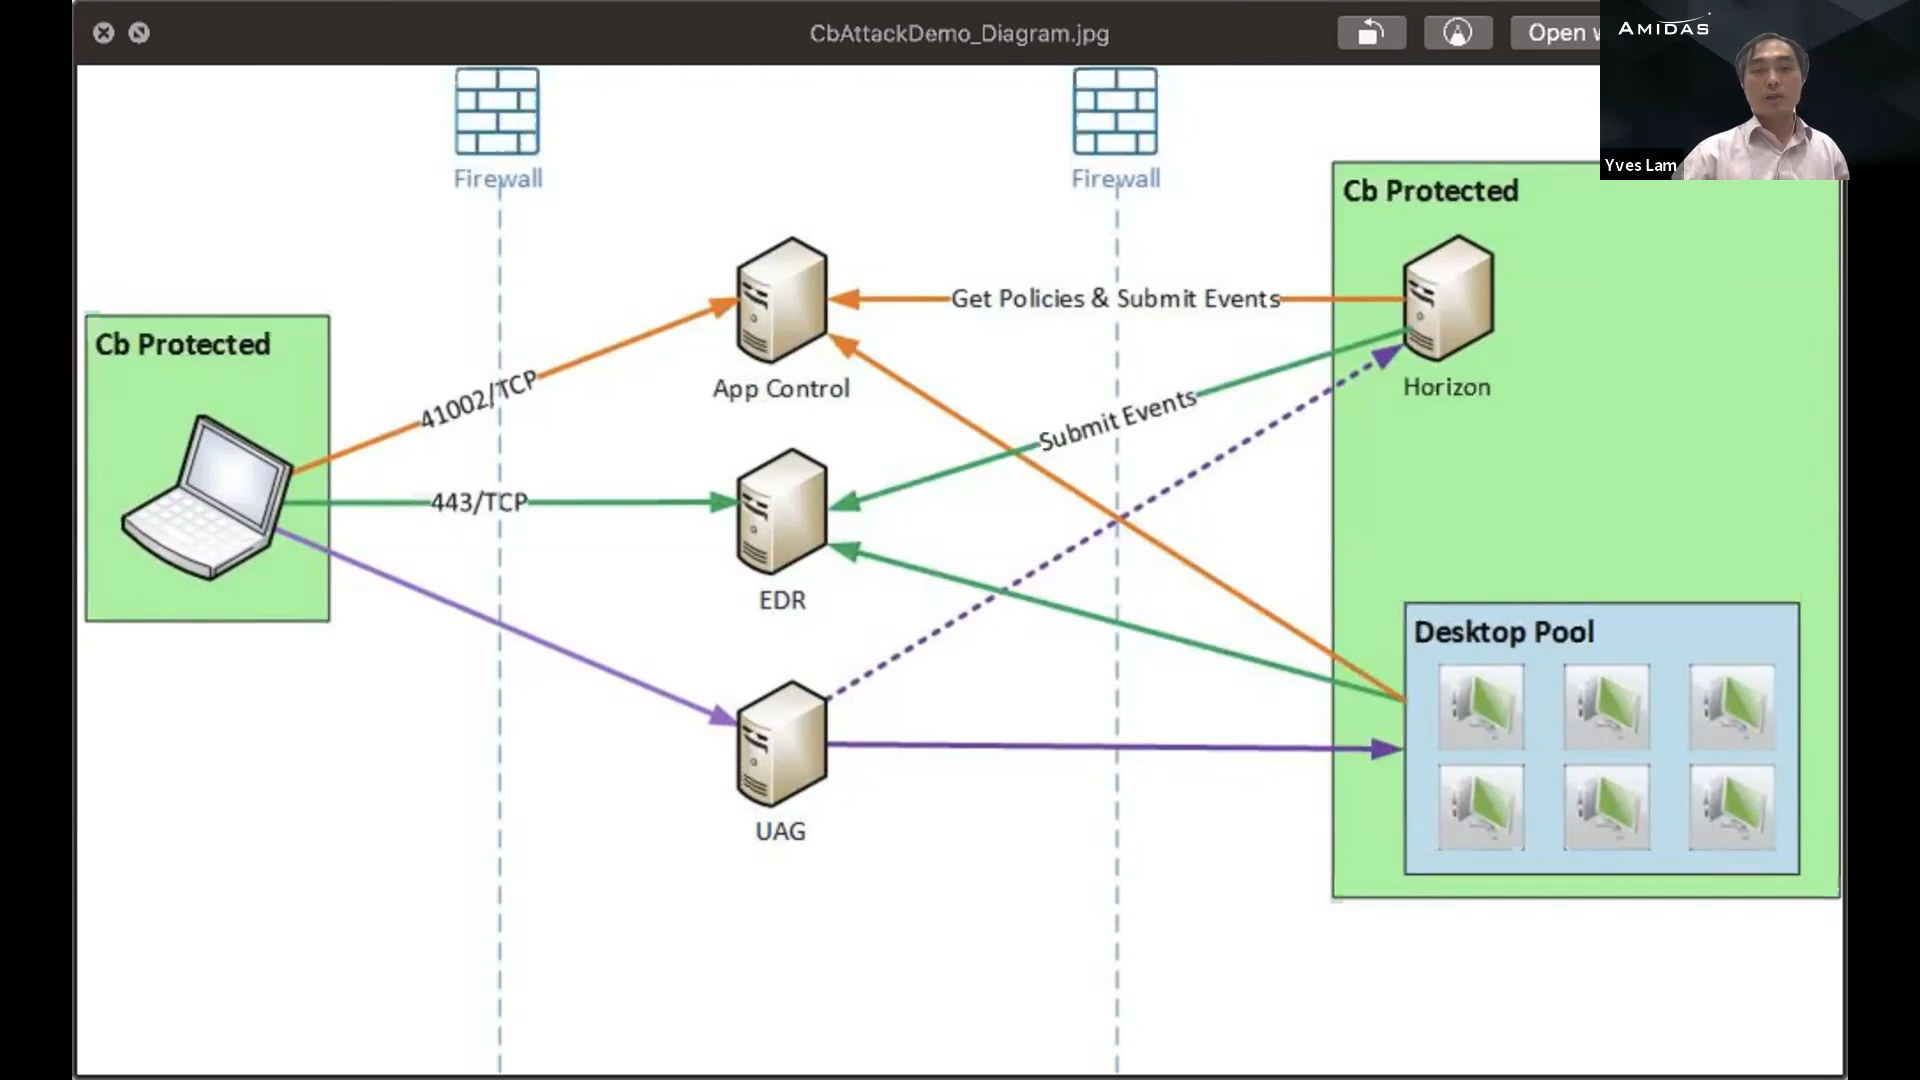 CbAttackDemo_Diagram.jpg
Open
AMIDAS
Yves Lam
Firewall
Firewall
Cb Protected
Get Policies & Submit Events
Cb Protected
41002/TCP
App Control
Horizon
Submit Events
443/TCP
EDR
Desktop Pool
UAG